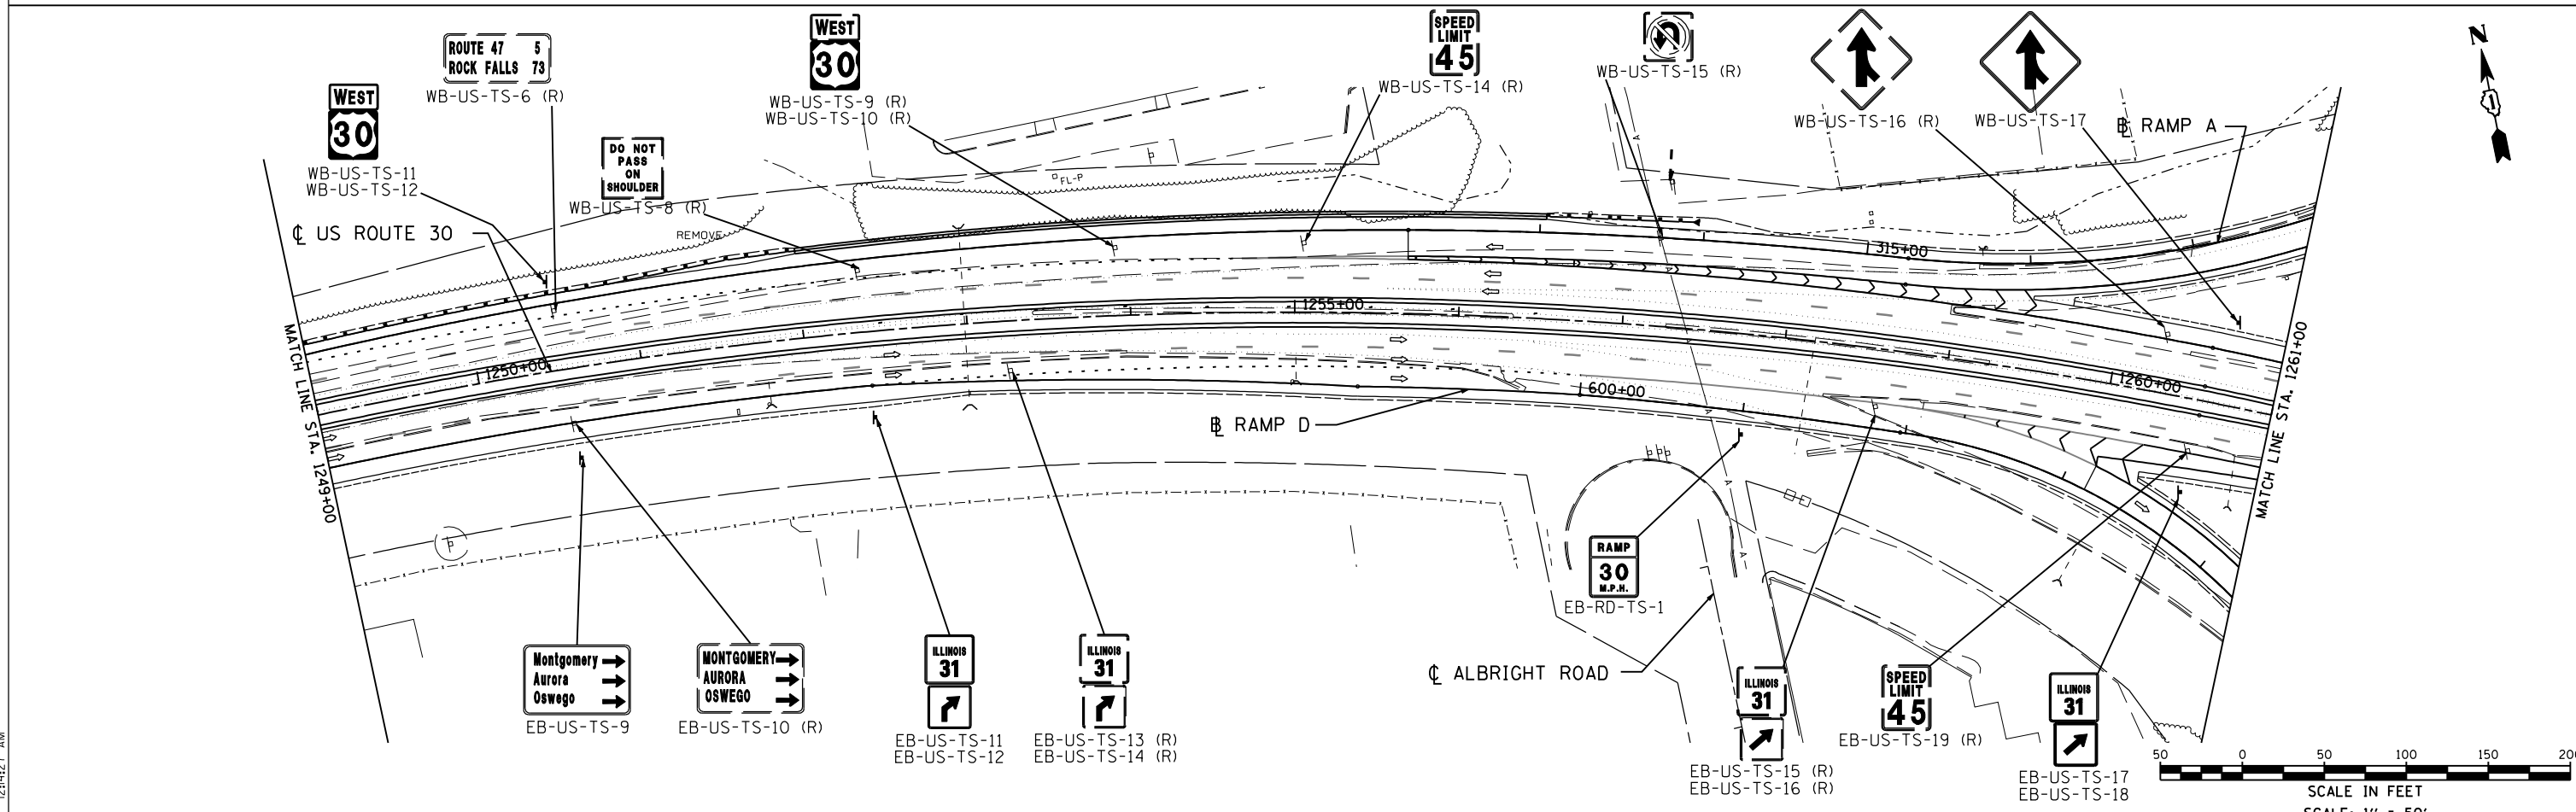 WEST
30
WB-US-TS-11
WB-US-TS-12
ROUTE 47 5
ROCK FALLS 73
WB-US-TS-6 (R)
DO NOT
PASS
ON
SHOULDER
WB-US-TS-8 (R)
WEST
30
WB-US-TS-9 (R)
WB-US-TS-10 (R)
SPEED
LIMIT
45
WB-US-TS-14 (R)
WB-US-TS-15 (R)
WB-US-TS-16 (R)
WB-US-TS-17
N
℄ US ROUTE 30
REMOVE
FL-P
A
BL RAMP A
315+00
1255+00
1250+00
1260+00
600+00
BL RAMP D
A
A
A
A
MATCH LINE STA. 1249+00
MATCH LINE STA. 1261+00
RAMP
30
M.P.H.
EB-RD-TS-1
℄ ALBRIGHT ROAD
Montgomery
Aurora
Oswego
EB-US-TS-9
MONTGOMERY
AURORA
OSWEGO
EB-US-TS-10 (R)
ILLINOIS
31
EB-US-TS-11
EB-US-TS-12
ILLINOIS
31
EB-US-TS-13 (R)
EB-US-TS-14 (R)
ILLINOIS
31
EB-US-TS-15 (R)
EB-US-TS-16 (R)
SPEED
LIMIT
45
EB-US-TS-19 (R)
ILLINOIS
31
EB-US-TS-17
EB-US-TS-18
50 0 50 100 150 200
SCALE IN FEET
SCALE: 1" = 50'